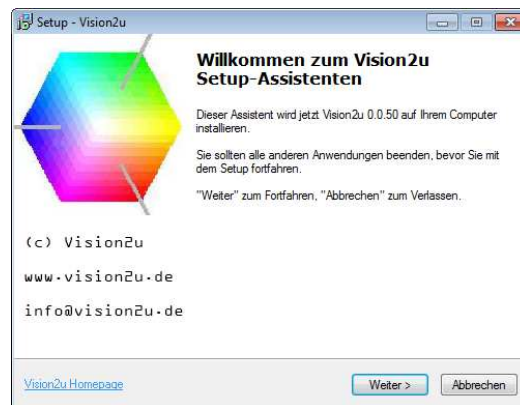 Setup - Vision2u
Willkommen zum Vision2u
Setup-Assistenten
Dieser Assistent wird jetzt Vision2u 0.0.50 auf Ihrem Computer
installieren.
Sie sollten alle anderen Anwendungen beenden, bevor Sie mit
dem Setup fortfahren.
"Weiter" zum Fortfahren, "Abbrechen" zum Verlassen.
(c) Vision2u
www.vision2u.de
info@vision2u.de
Vision2u Homepage
Weiter >
Abbrechen